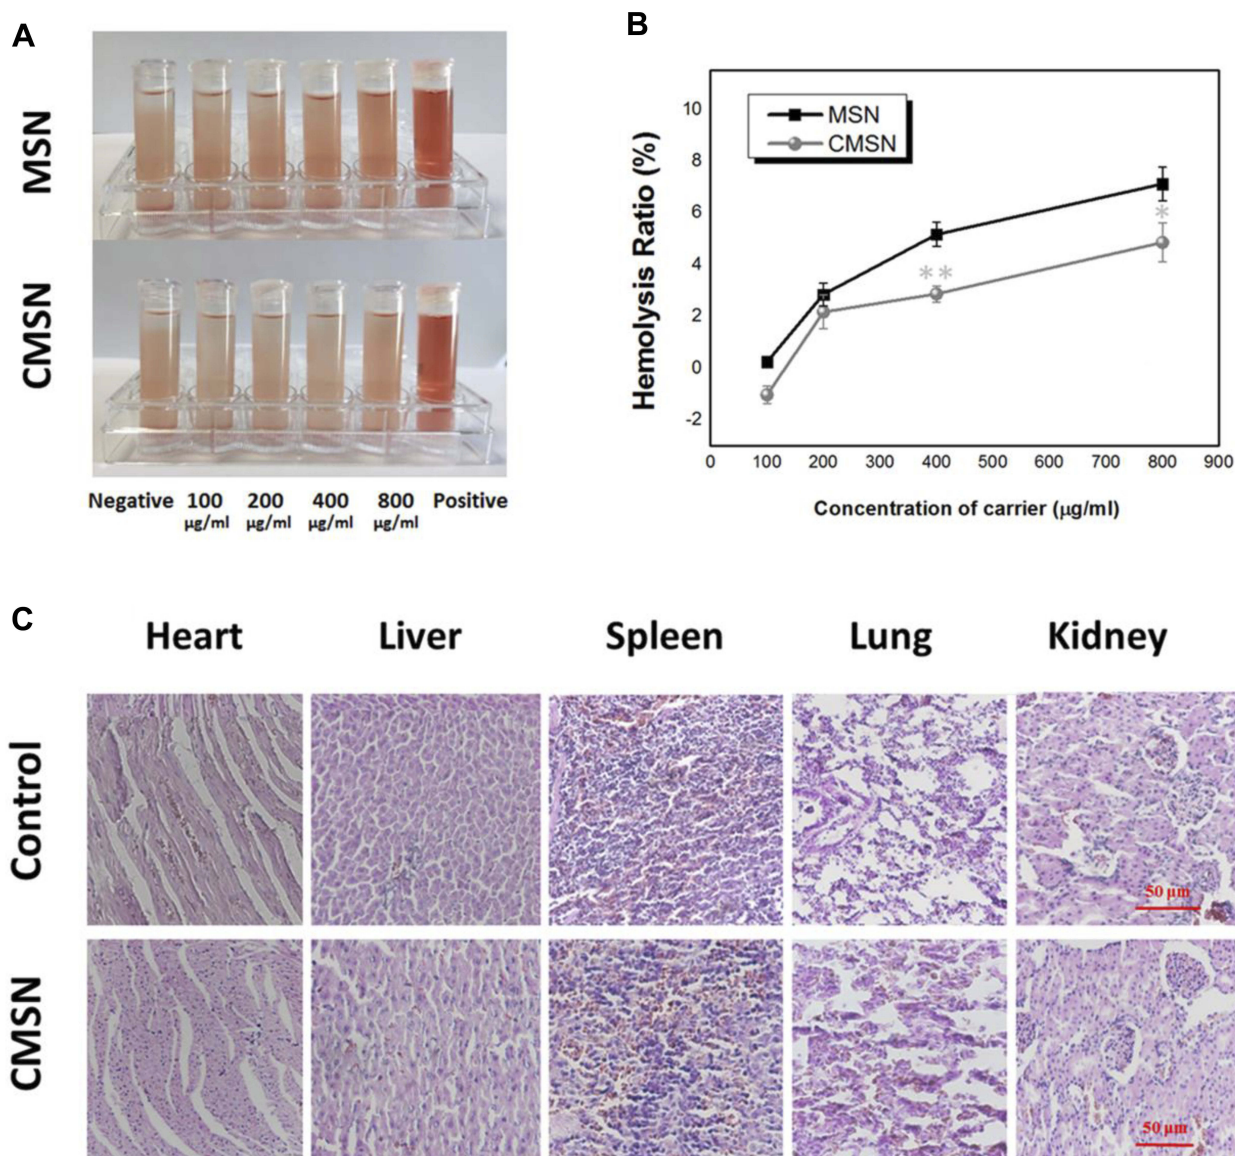 A
MSN
CMSN
Negative 100 200 400 800 Positive
μg/ml μg/ml μg/ml μg/ml
B
MSN
CMSN
Hemolysis Ratio (%)
10
8
6
4
2
0
-2
**
*
0 100 200 300 400 500 600 700 800 900
Concentration of carrier (μg/ml)
C
Heart Liver Spleen Lung Kidney
Control
50 μm
CMSN
50 μm